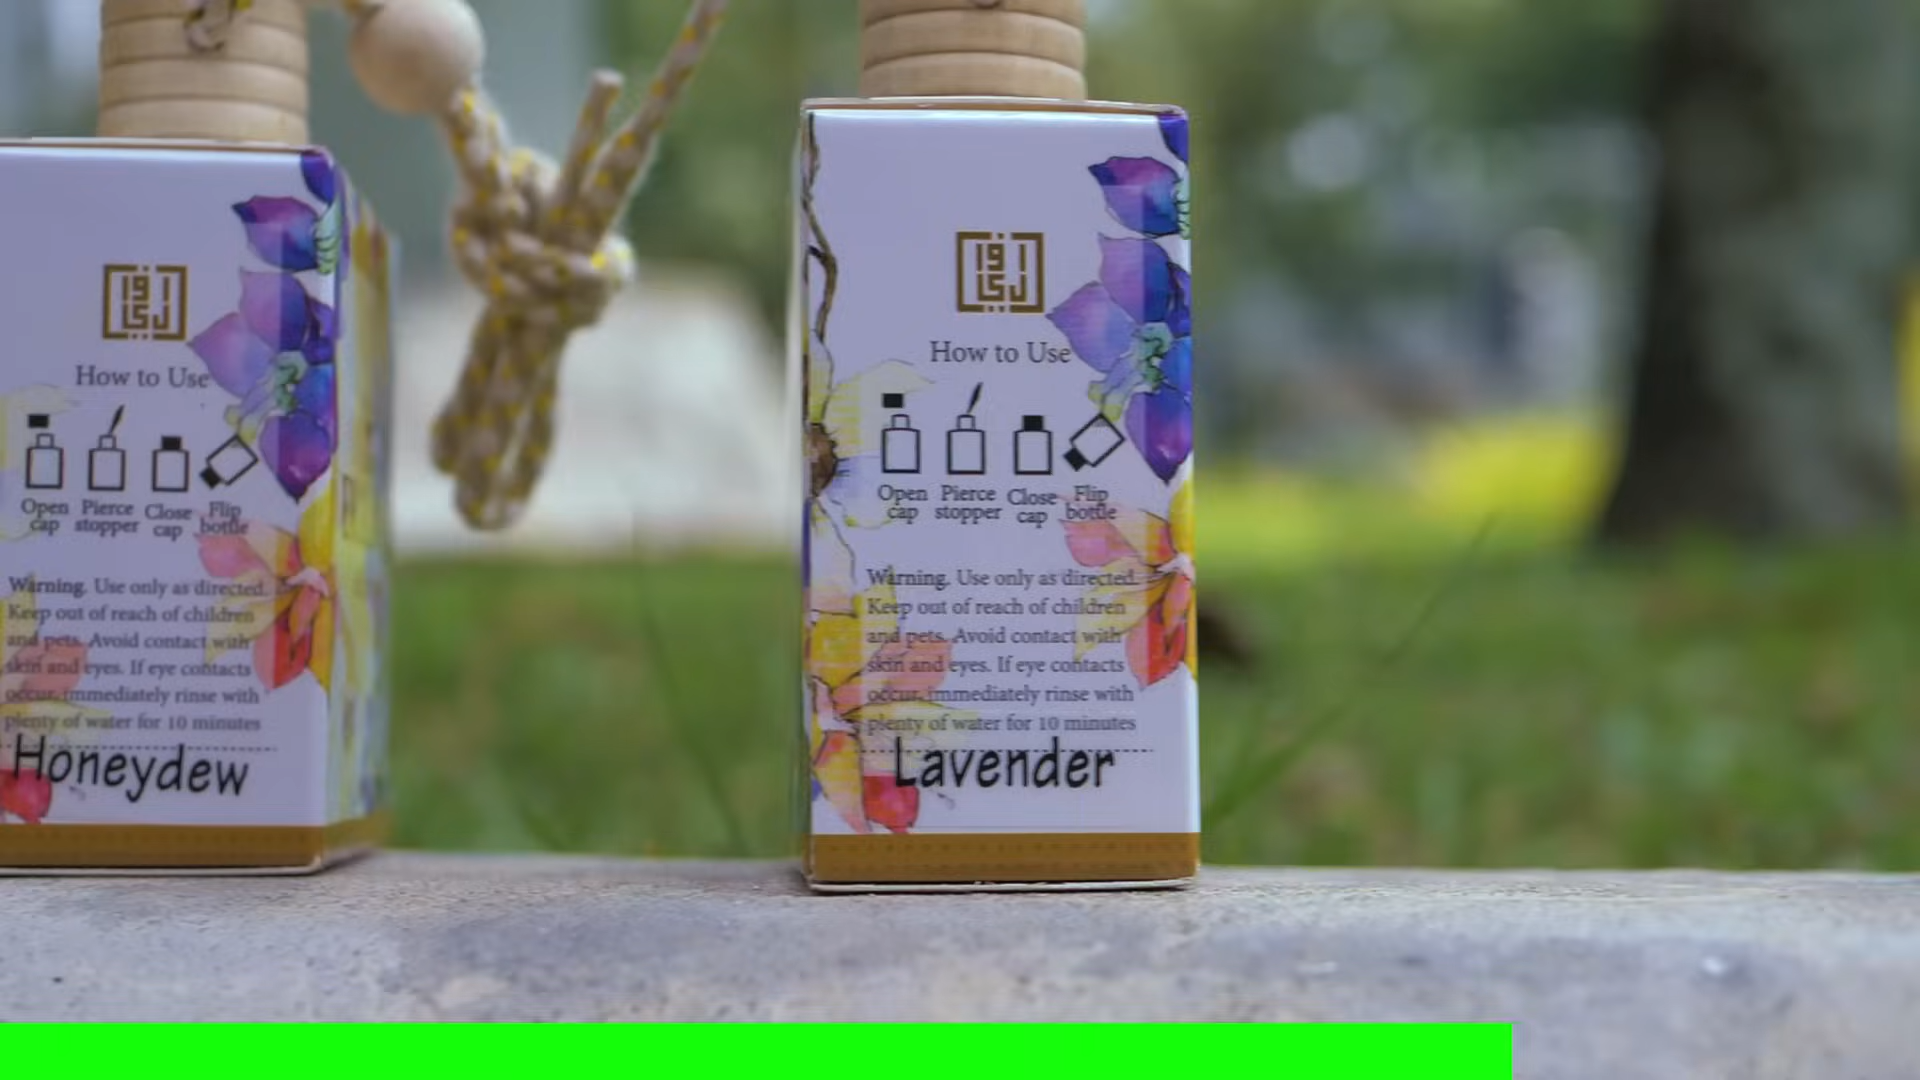 How to Use
Open cap
Pierce stopper
Close cap
Flip bottle
Warning. Use only as directed.
Keep out of reach of children
and pets. Avoid contact with
skin and eyes. If eye contacts
occur, immediately rinse with
plenty of water for 10 minutes
Honeydew
How to Use
Open cap
Pierce stopper
Close cap
Flip bottle
Warning. Use only as directed.
Keep out of reach of children
and pets. Avoid contact with
skin and eyes. If eye contacts
occur, immediately rinse with
plenty of water for 10 minutes
Lavender